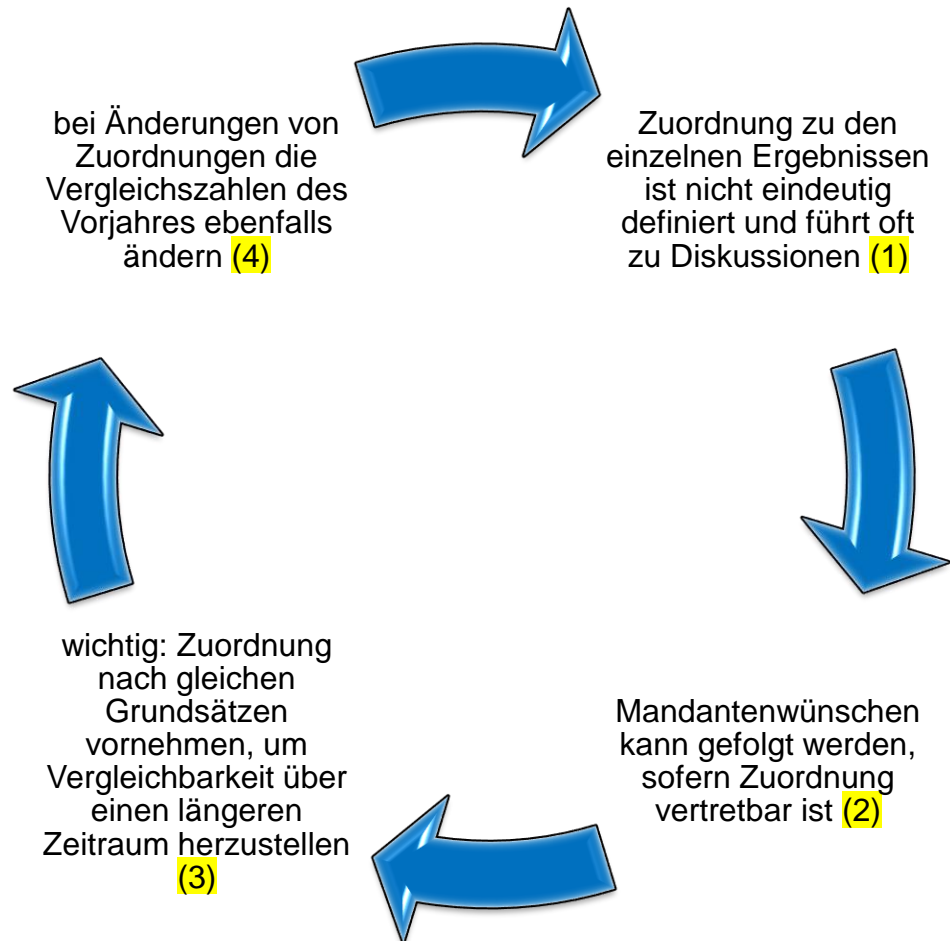 Zuordnung zu den
einzelnen Ergebnissen
ist nicht eindeutig
definiert und führt oft
zu Diskussionen (1)
Mandantenwünschen
kann gefolgt werden,
sofern Zuordnung
vertretbar ist (2)
wichtig: Zuordnung
nach gleichen
Grundsätzen
vornehmen, um
Vergleichbarkeit über
einen längeren
Zeitraum herzustellen
(3)
bei Änderungen von
Zuordnungen die
Vergleichszahlen des
Vorjahres ebenfalls
ändern (4)